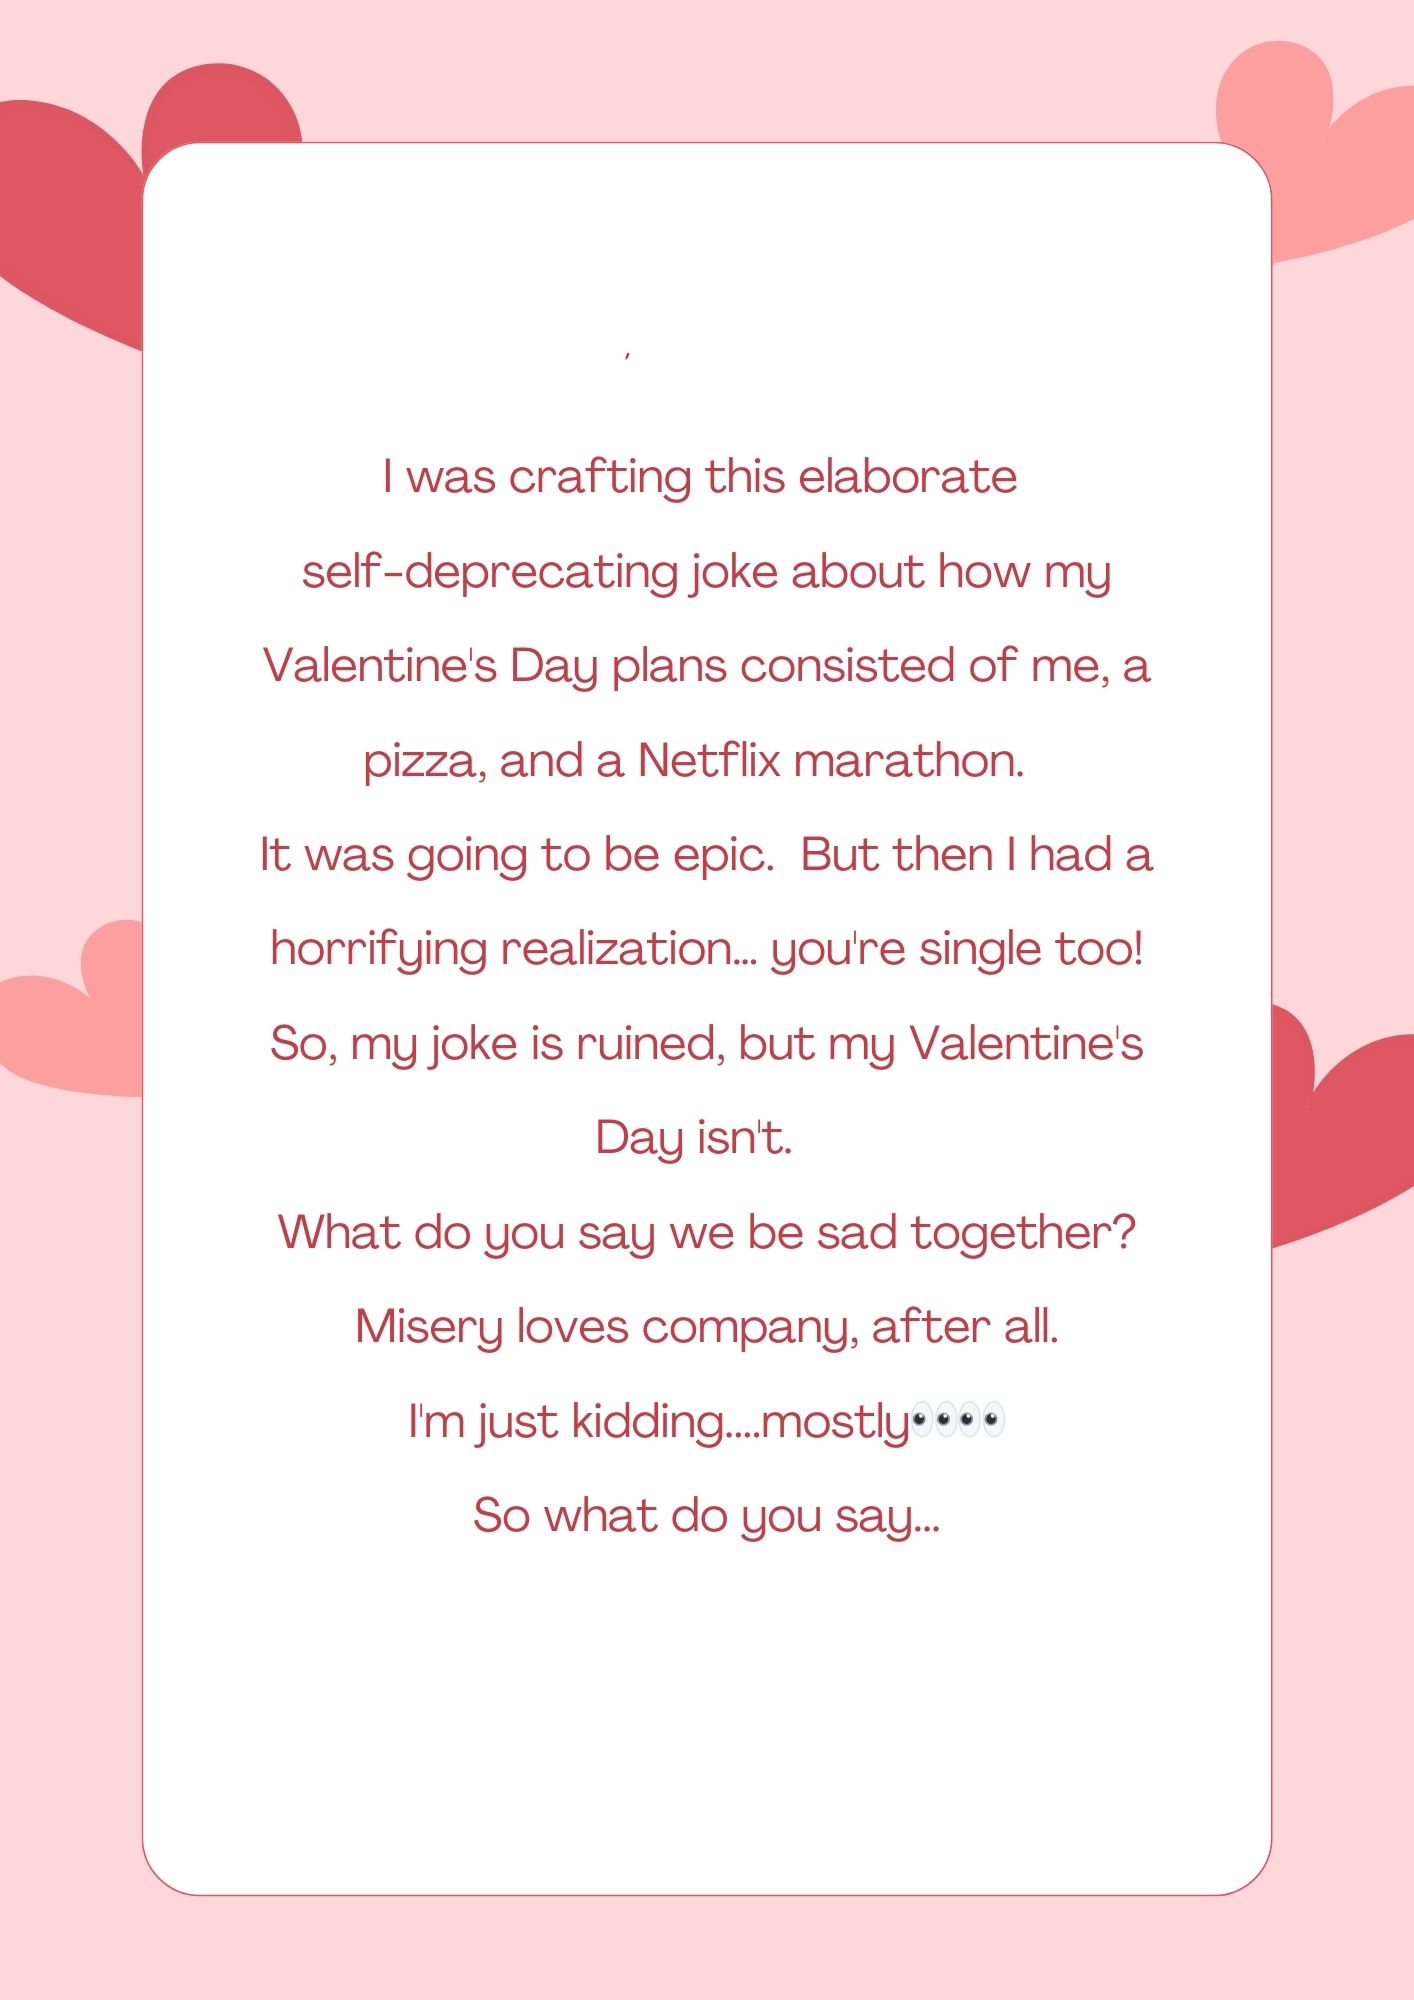 ,
I was crafting this elaborate
self-deprecating joke about how my
Valentine's Day plans consisted of me, a
pizza, and a Netflix marathon.
It was going to be epic.  But then I had a
horrifying realization... you're single too!
So, my joke is ruined, but my Valentine's
Day isn't.
What do you say we be sad together?
Misery loves company, after all.
I'm just kidding....mostly👀👀
So what do you say...